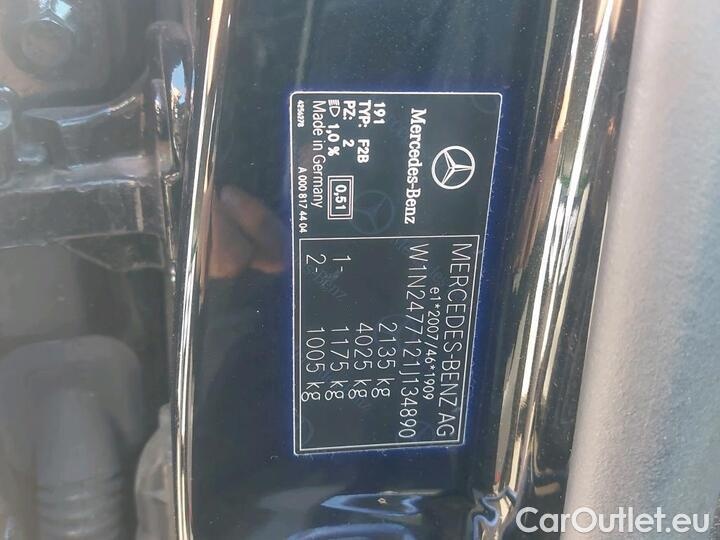 MERCEDES-BENZ AG
e1*2007/46*1909
W1N2477121J134890
2135 kg
4025 kg
1- 1175 kg
2- 1005 kg
Mercedes-Benz
191
TYP: F2B
PZ: 2
1,0 % 0,51
Made in Germany
4256378
A 000 817 44 04
CarOutlet.eu